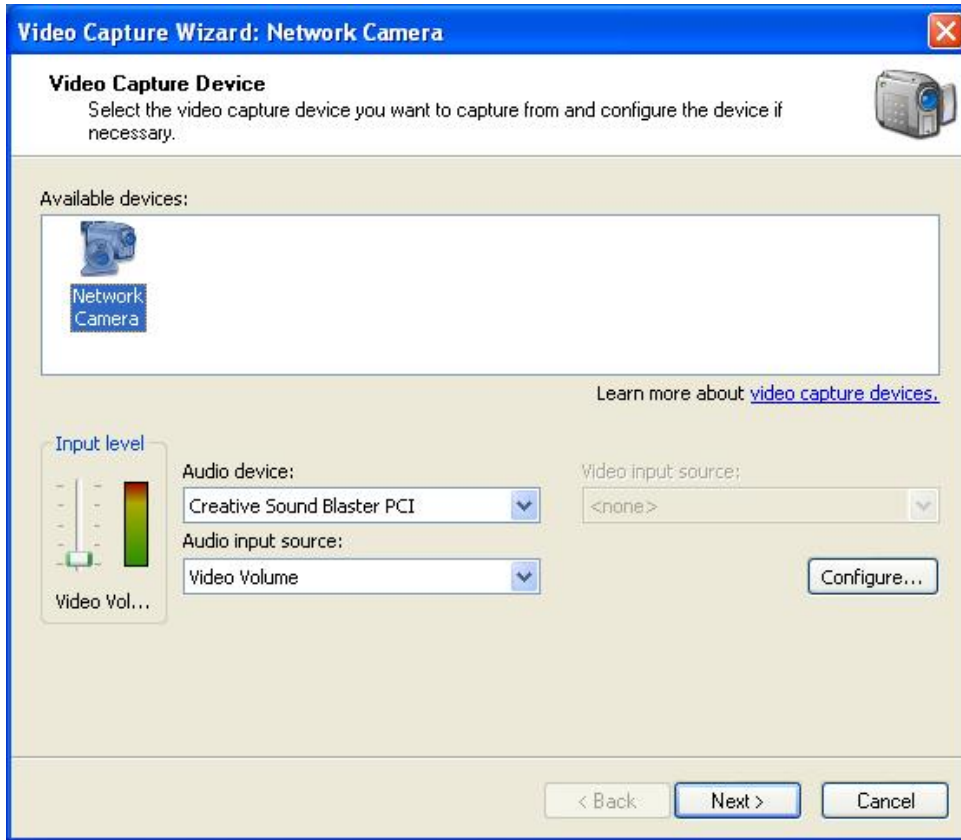 Video Capture Wizard: Network Camera
Video Capture Device
Select the video capture device you want to capture from and configure the device if
necessary.
Available devices:
Network
Camera
Learn more about video capture devices.
Input level
Audio device:
Video input source:
Creative Sound Blaster PCI
<none>
Audio input source:
Video Volume
Configure...
Video Vol...
< Back
Next >
Cancel